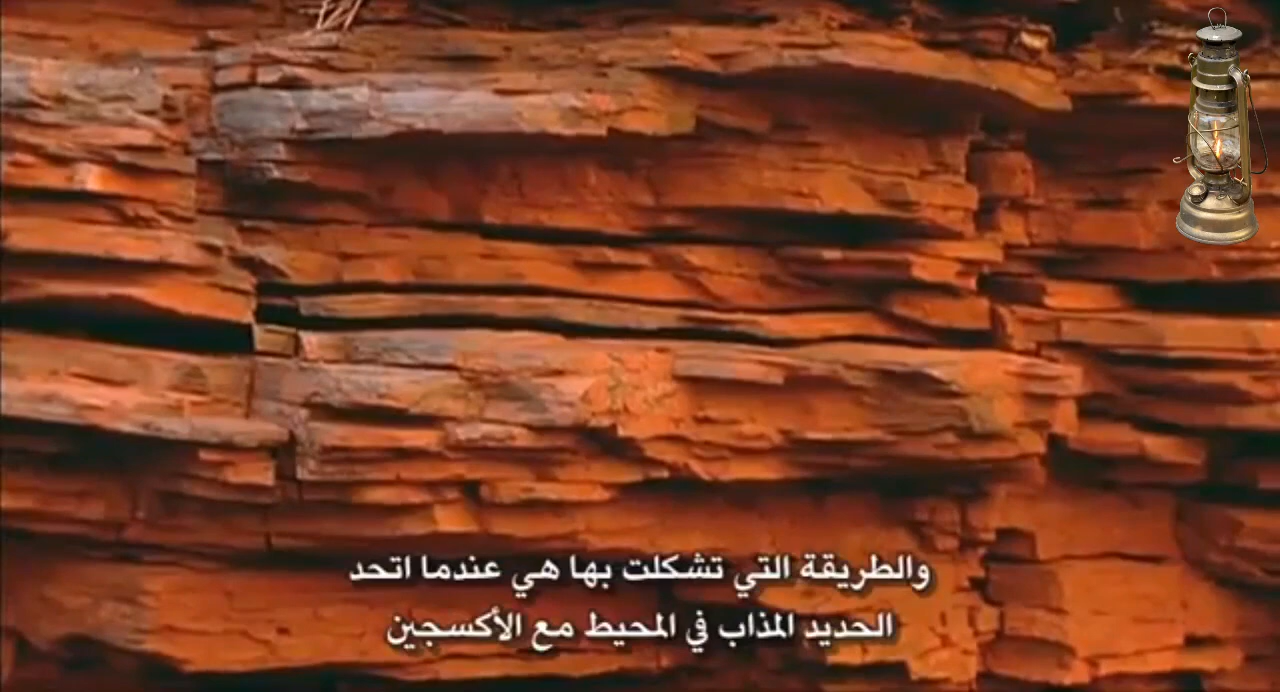 والطريقة التي تشكلت بها هي عندما اتحد
الحديد المذاب في المحيط مع الأكسجين